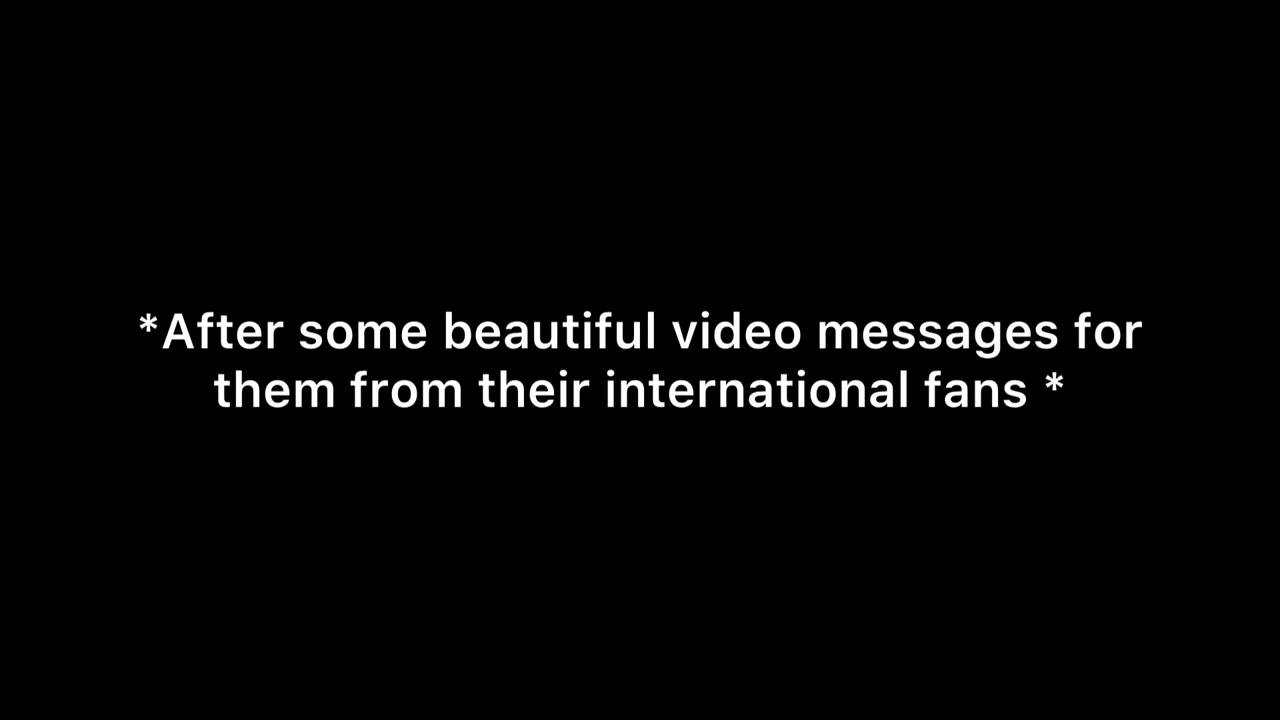 *After some beautiful video messages for
them from their international fans *